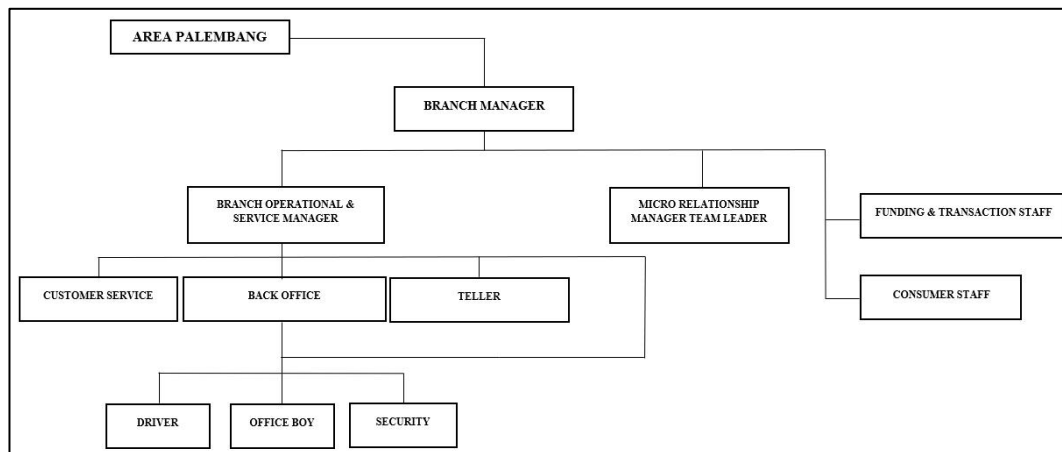 AREA PALEMBANG
BRANCH MANAGER
BRANCH OPERATIONAL &
SERVICE MANAGER
MICRO RELATIONSHIP
MANAGER TEAM LEADER
FUNDING & TRANSACTION STAFF
CONSUMER STAFF
CUSTOMER SERVICE
BACK OFFICE
TELLER
DRIVER
OFFICE BOY
SECURITY